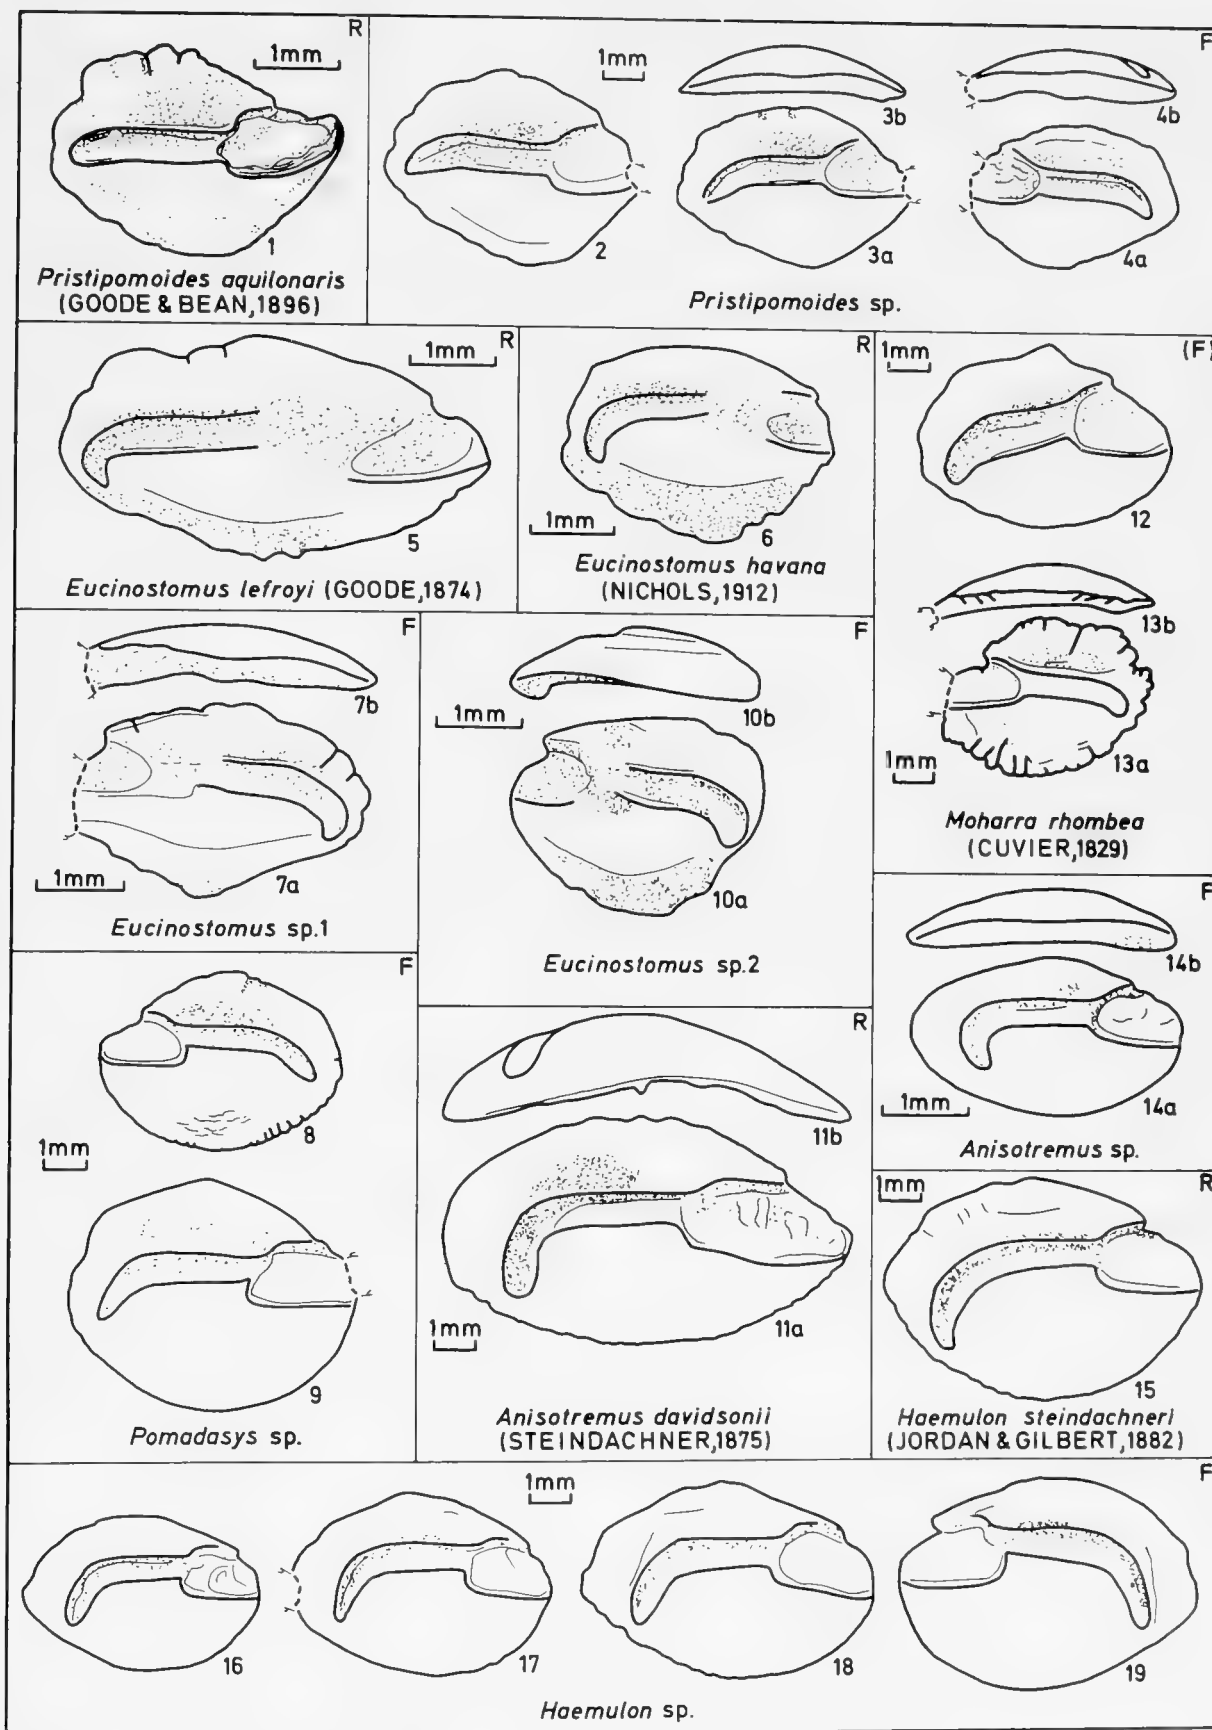 R
1mm
1
Pristipomoides aquilonaris
(GOODE & BEAN,1896)
F
1mm
2
3b
3a
4b
4a
Pristipomoides sp.
R
1mm
5
Eucinostomus lefroyi (GOODE,1874)
R
1mm
6
Eucinostomus havana
(NICHOLS,1912)
(F)
1mm
12
13b
13a
1mm
Moharra rhombea
(CUVIER,1829)
F
7b
1mm
7a
Eucinostomus sp.1
F
10b
1mm
10a
Eucinostomus sp.2
F
14b
14a
1mm
Anisotremus sp.
F
8
1mm
9
Pomadasys sp.
R
11b
11a
1mm
Anisotremus davidsonii
(STEINDACHNER,1875)
R
1mm
15
Haemulon steindachneri
(JORDAN & GILBERT,1882)
F
1mm
16
17
18
19
Haemulon sp.